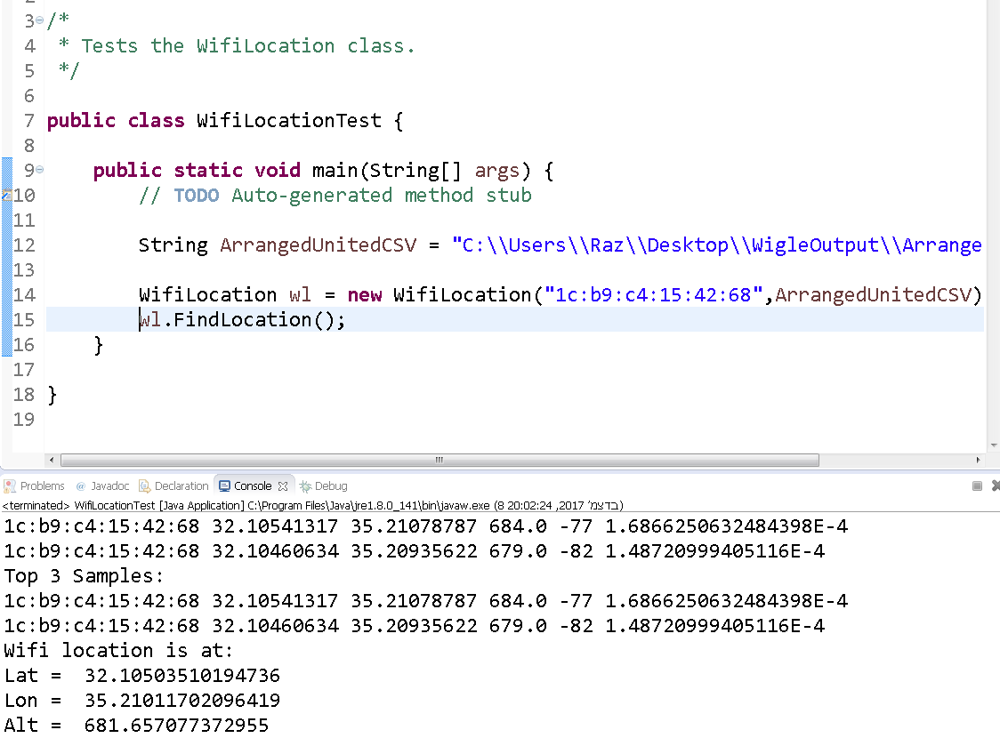 2
3 /*
4 * Tests the WifiLocation class.
5 */
6
7 public class WifiLocationTest {
8
9 public static void main(String[] args) {
10 // TODO Auto-generated method stub
11
12 String ArrangedUnitedCSV = "C:\\Users\\Raz\\Desktop\\WigleOutput\\Arrange
13
14 WifiLocation wl = new WifiLocation("1c:b9:c4:15:42:68",ArrangedUnitedCSV)
15 wl.FindLocation();
16 }
17
18 }
19
Problems @ Javadoc Declaration Console Debug
<terminated> WifiLocationTest [Java Application] C:\Program Files\Java\jre1.8.0_141\bin\javaw.exe (8 בדצמ׳ 2017, 20:02:24)
1c:b9:c4:15:42:68 32.10541317 35.21078787 684.0 -77 1.6866250632484398E-4
1c:b9:c4:15:42:68 32.10460634 35.20935622 679.0 -82 1.48720999405116E-4
Top 3 Samples:
1c:b9:c4:15:42:68 32.10541317 35.21078787 684.0 -77 1.6866250632484398E-4
1c:b9:c4:15:42:68 32.10460634 35.20935622 679.0 -82 1.48720999405116E-4
Wifi location is at:
Lat = 32.10503510194736
Lon = 35.21011702096419
Alt = 681.657077372955